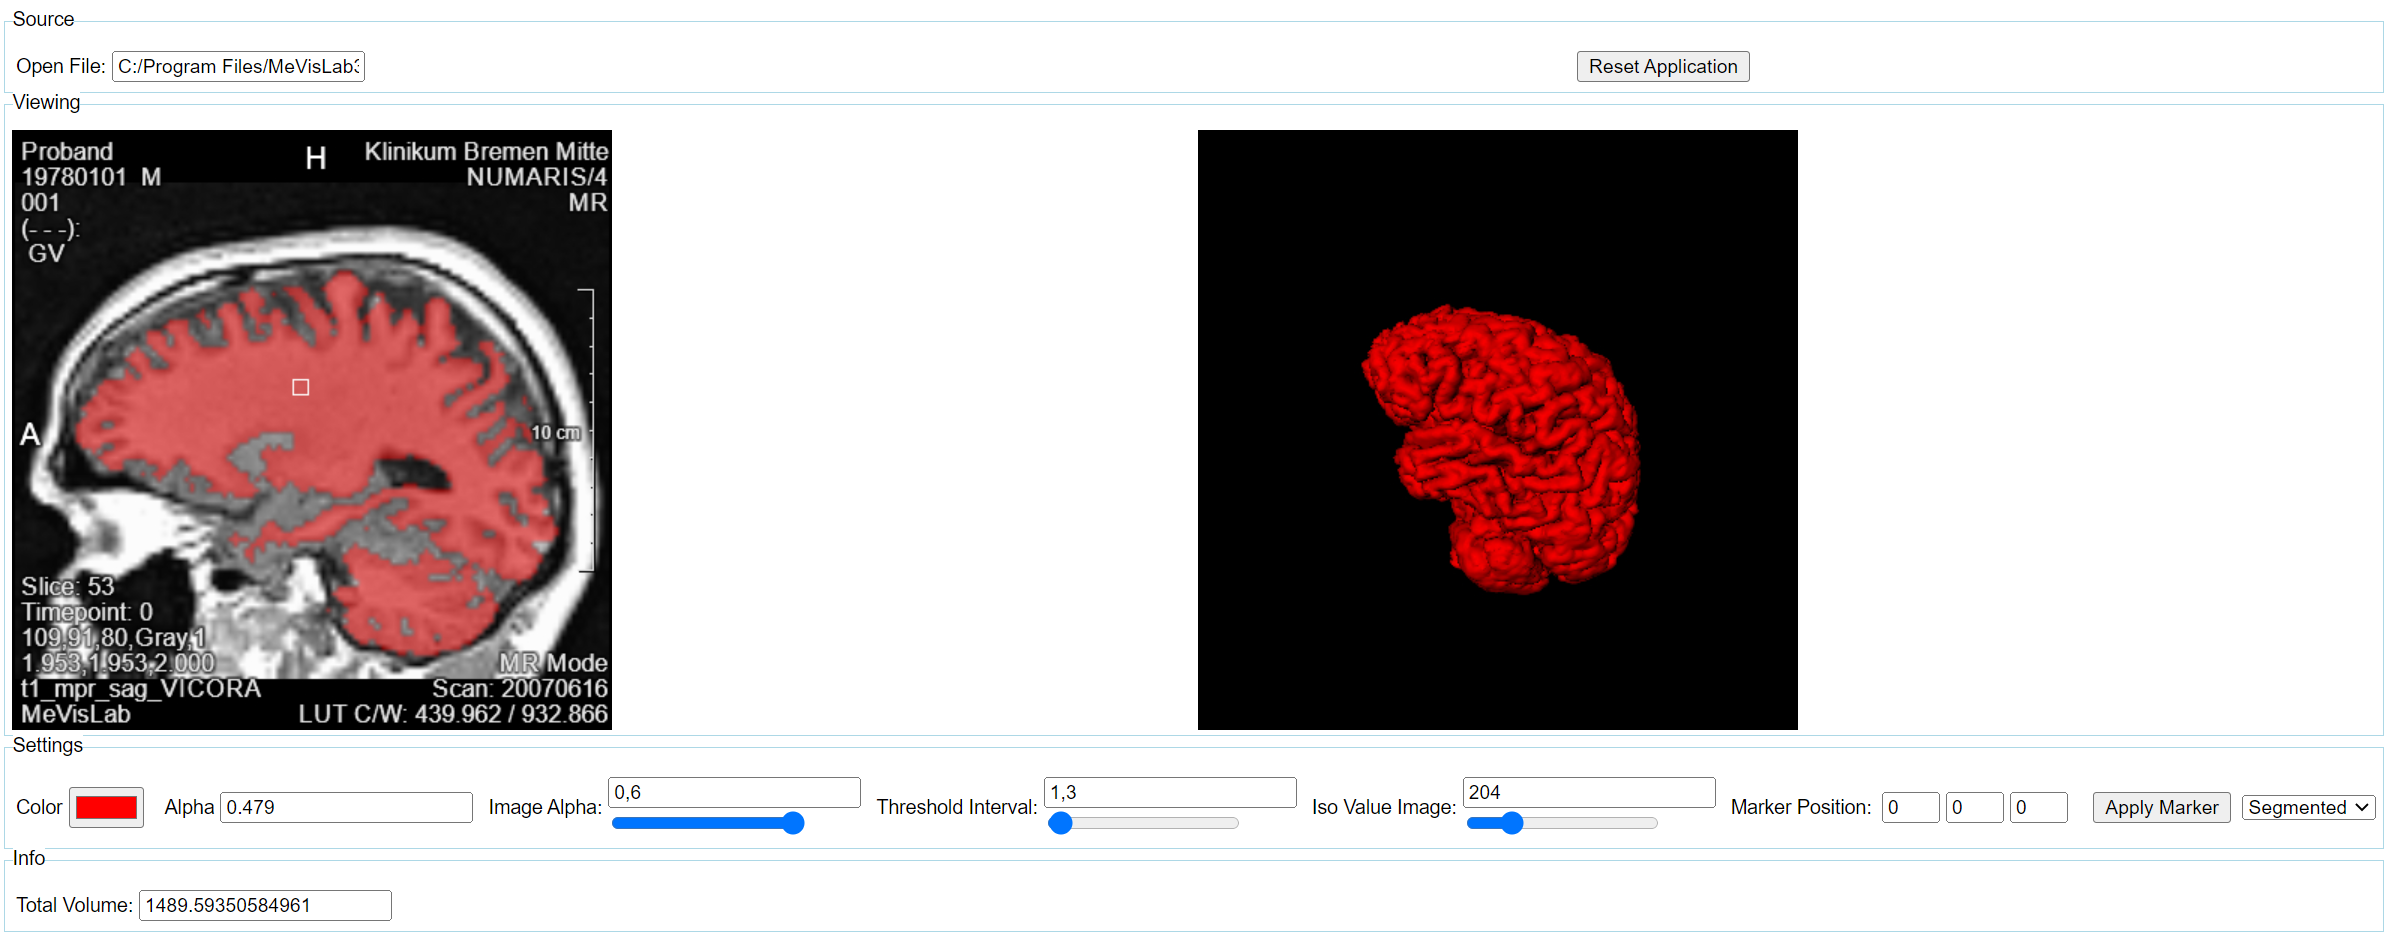 Source
Open File: C:/Program Files/MeVisLab3 Reset Application
Viewing
Proband H Klinikum Bremen Mitte
19780101 M NUMARIS/4
001 MR
(---):
GV
A 10 cm
Slice: 53
Timepoint: 0
109,91,80,Gray,1
1.953,1.953,2.000 MR Mode
t1_mpr_sag_VICORA Scan: 20070616
MeVisLab LUT C/W: 439.962 / 932.866
Settings
Color Alpha 0.479 Image Alpha: 0,6 Threshold Interval: 1,3 Iso Value Image: 204 Marker Position: 0 0 0 Apply Marker Segmented
Info
Total Volume: 1489.59350584961